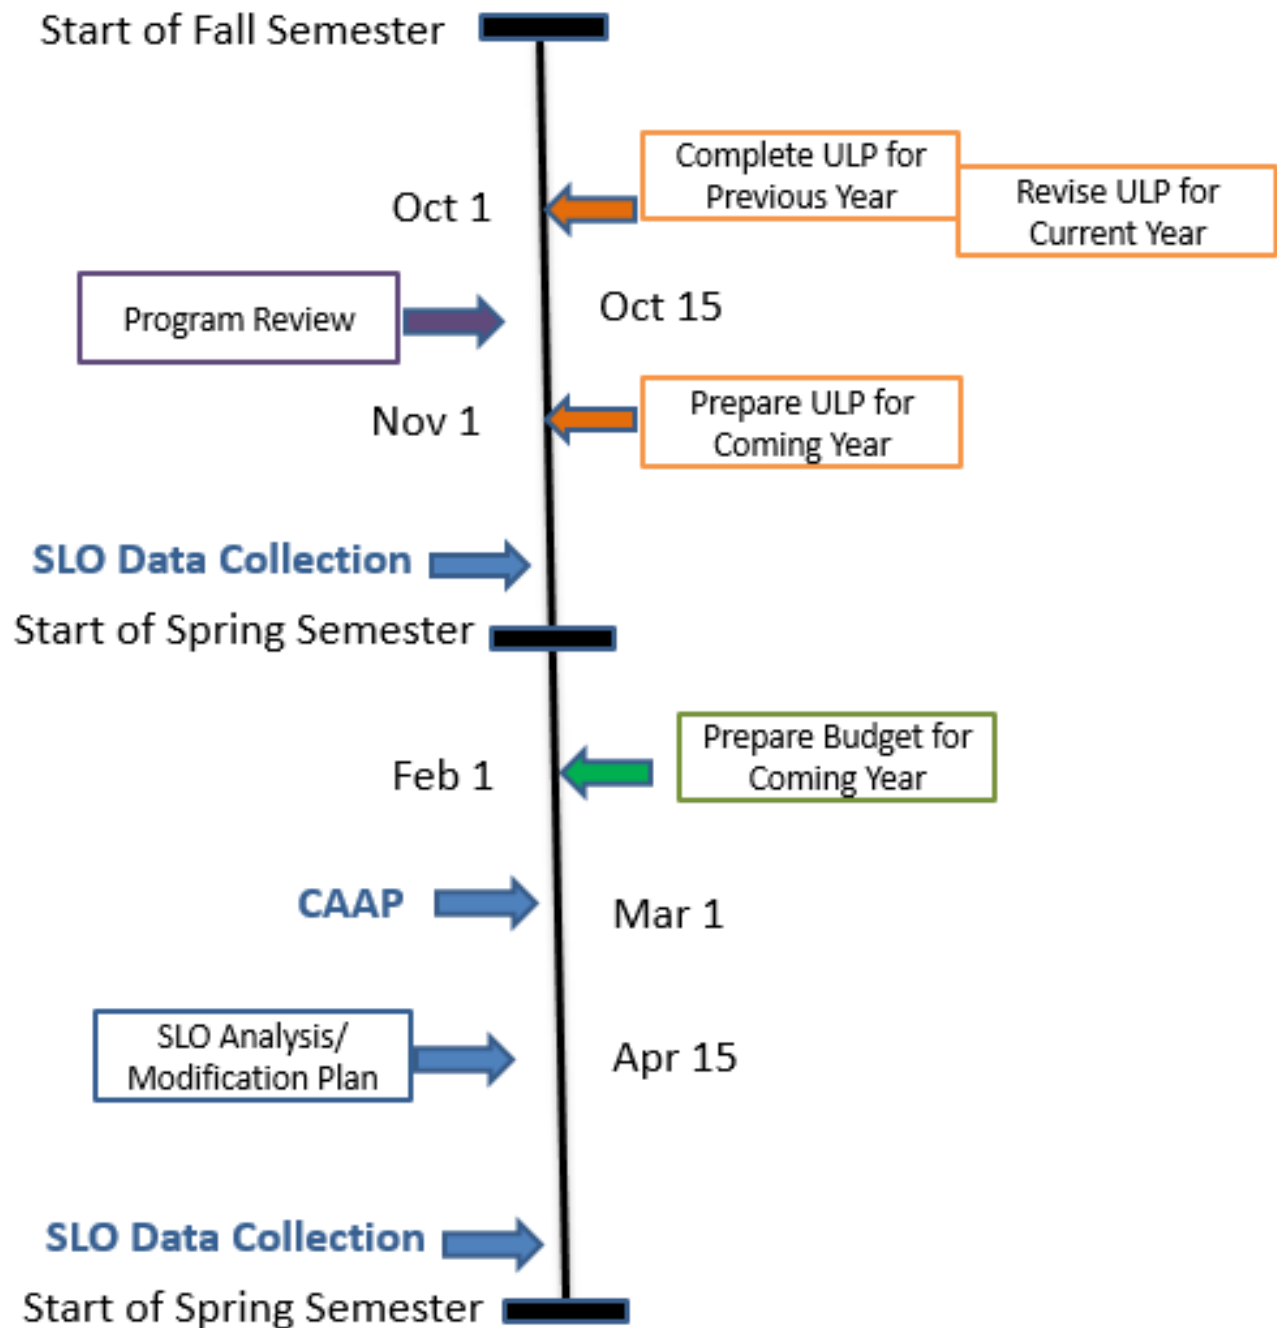 Start of Fall Semester
Complete ULP for
Previous Year
Revise ULP for
Current Year
Oct 1
Program Review
Oct 15
Nov 1
Prepare ULP for
Coming Year
SLO Data Collection
Start of Spring Semester
Prepare Budget for
Coming Year
Feb 1
CAAP
Mar 1
SLO Analysis/
Modification Plan
Apr 15
SLO Data Collection
Start of Spring Semester